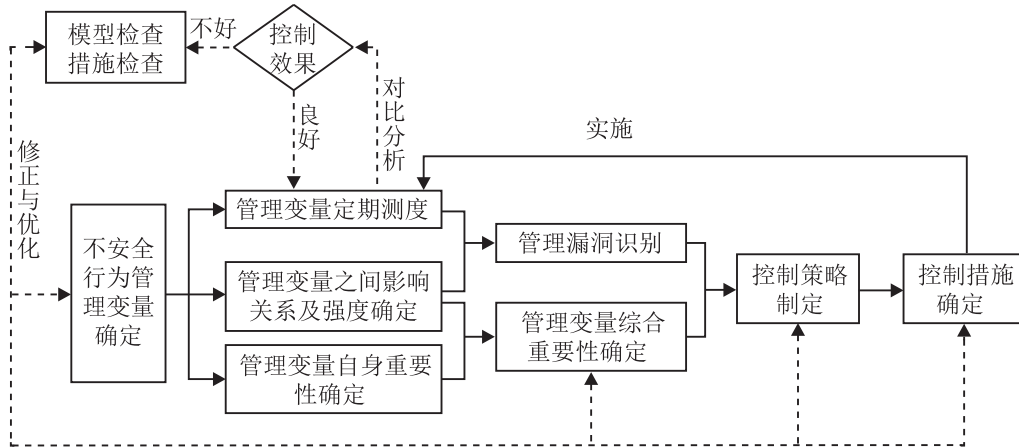 模型检查
措施检查
不好
控制
效果
良好
对比分析
实施
修正与优化
不安全
行为管
理变量
确定
管理变量定期测度
管理变量之间影响
关系及强度确定
管理变量自身重要
性确定
管理漏洞识别
管理变量综合
重要性确定
控制策略
制定
控制措施
确定